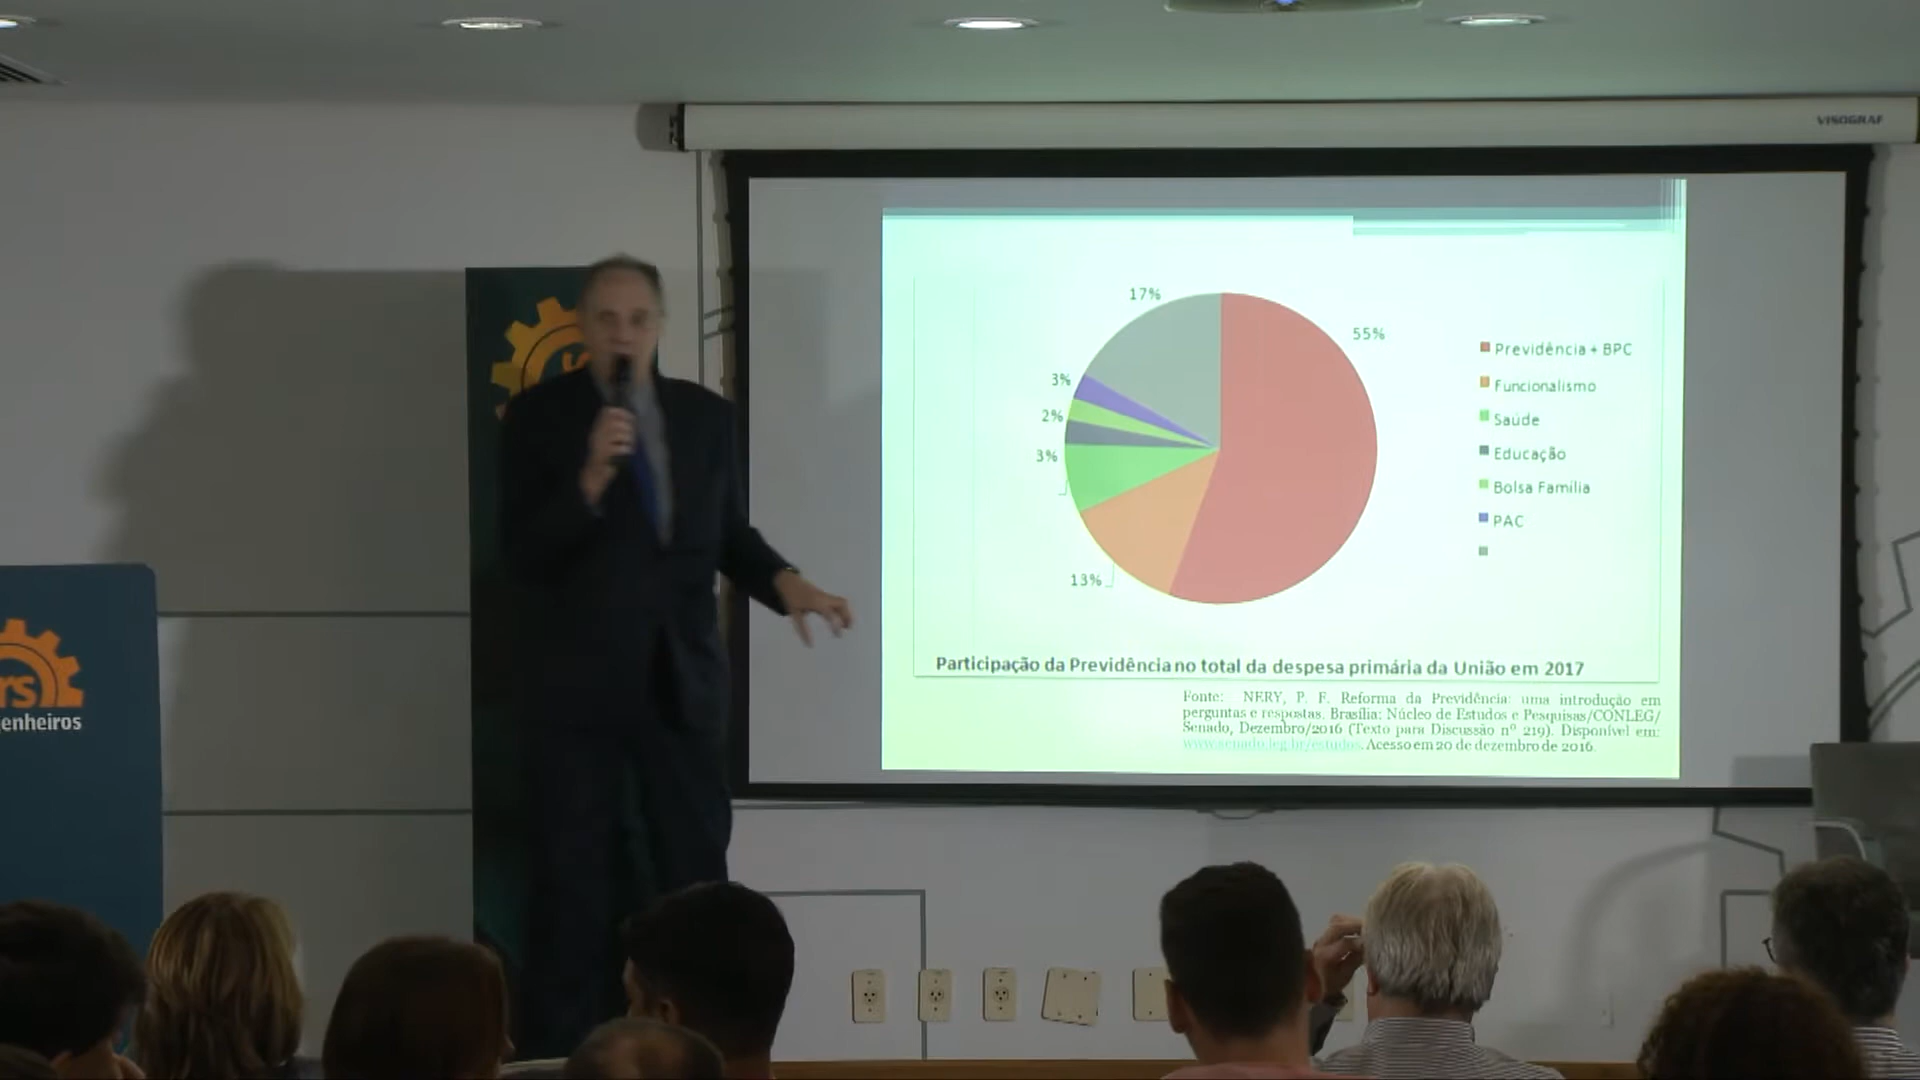 VISOGRAF
17%
55%
3%
2%
3%
13%
Previdência + BPC
Funcionalismo
Saúde
Educação
Bolsa Família
PAC
Participação da Previdência no total da despesa primária da União em 2017
Fonte: NERY, P. F. Reforma da Previdência: uma introdução em
perguntas e respostas. Brasília: Núcleo de Estudos e Pesquisas/CONLEG/
Senado, Dezembro/2016 (Texto para Discussão nº 219). Disponível em:
www.senado.leg.br/estudos. Acesso em 20 de dezembro de 2016.
rs
genheiros